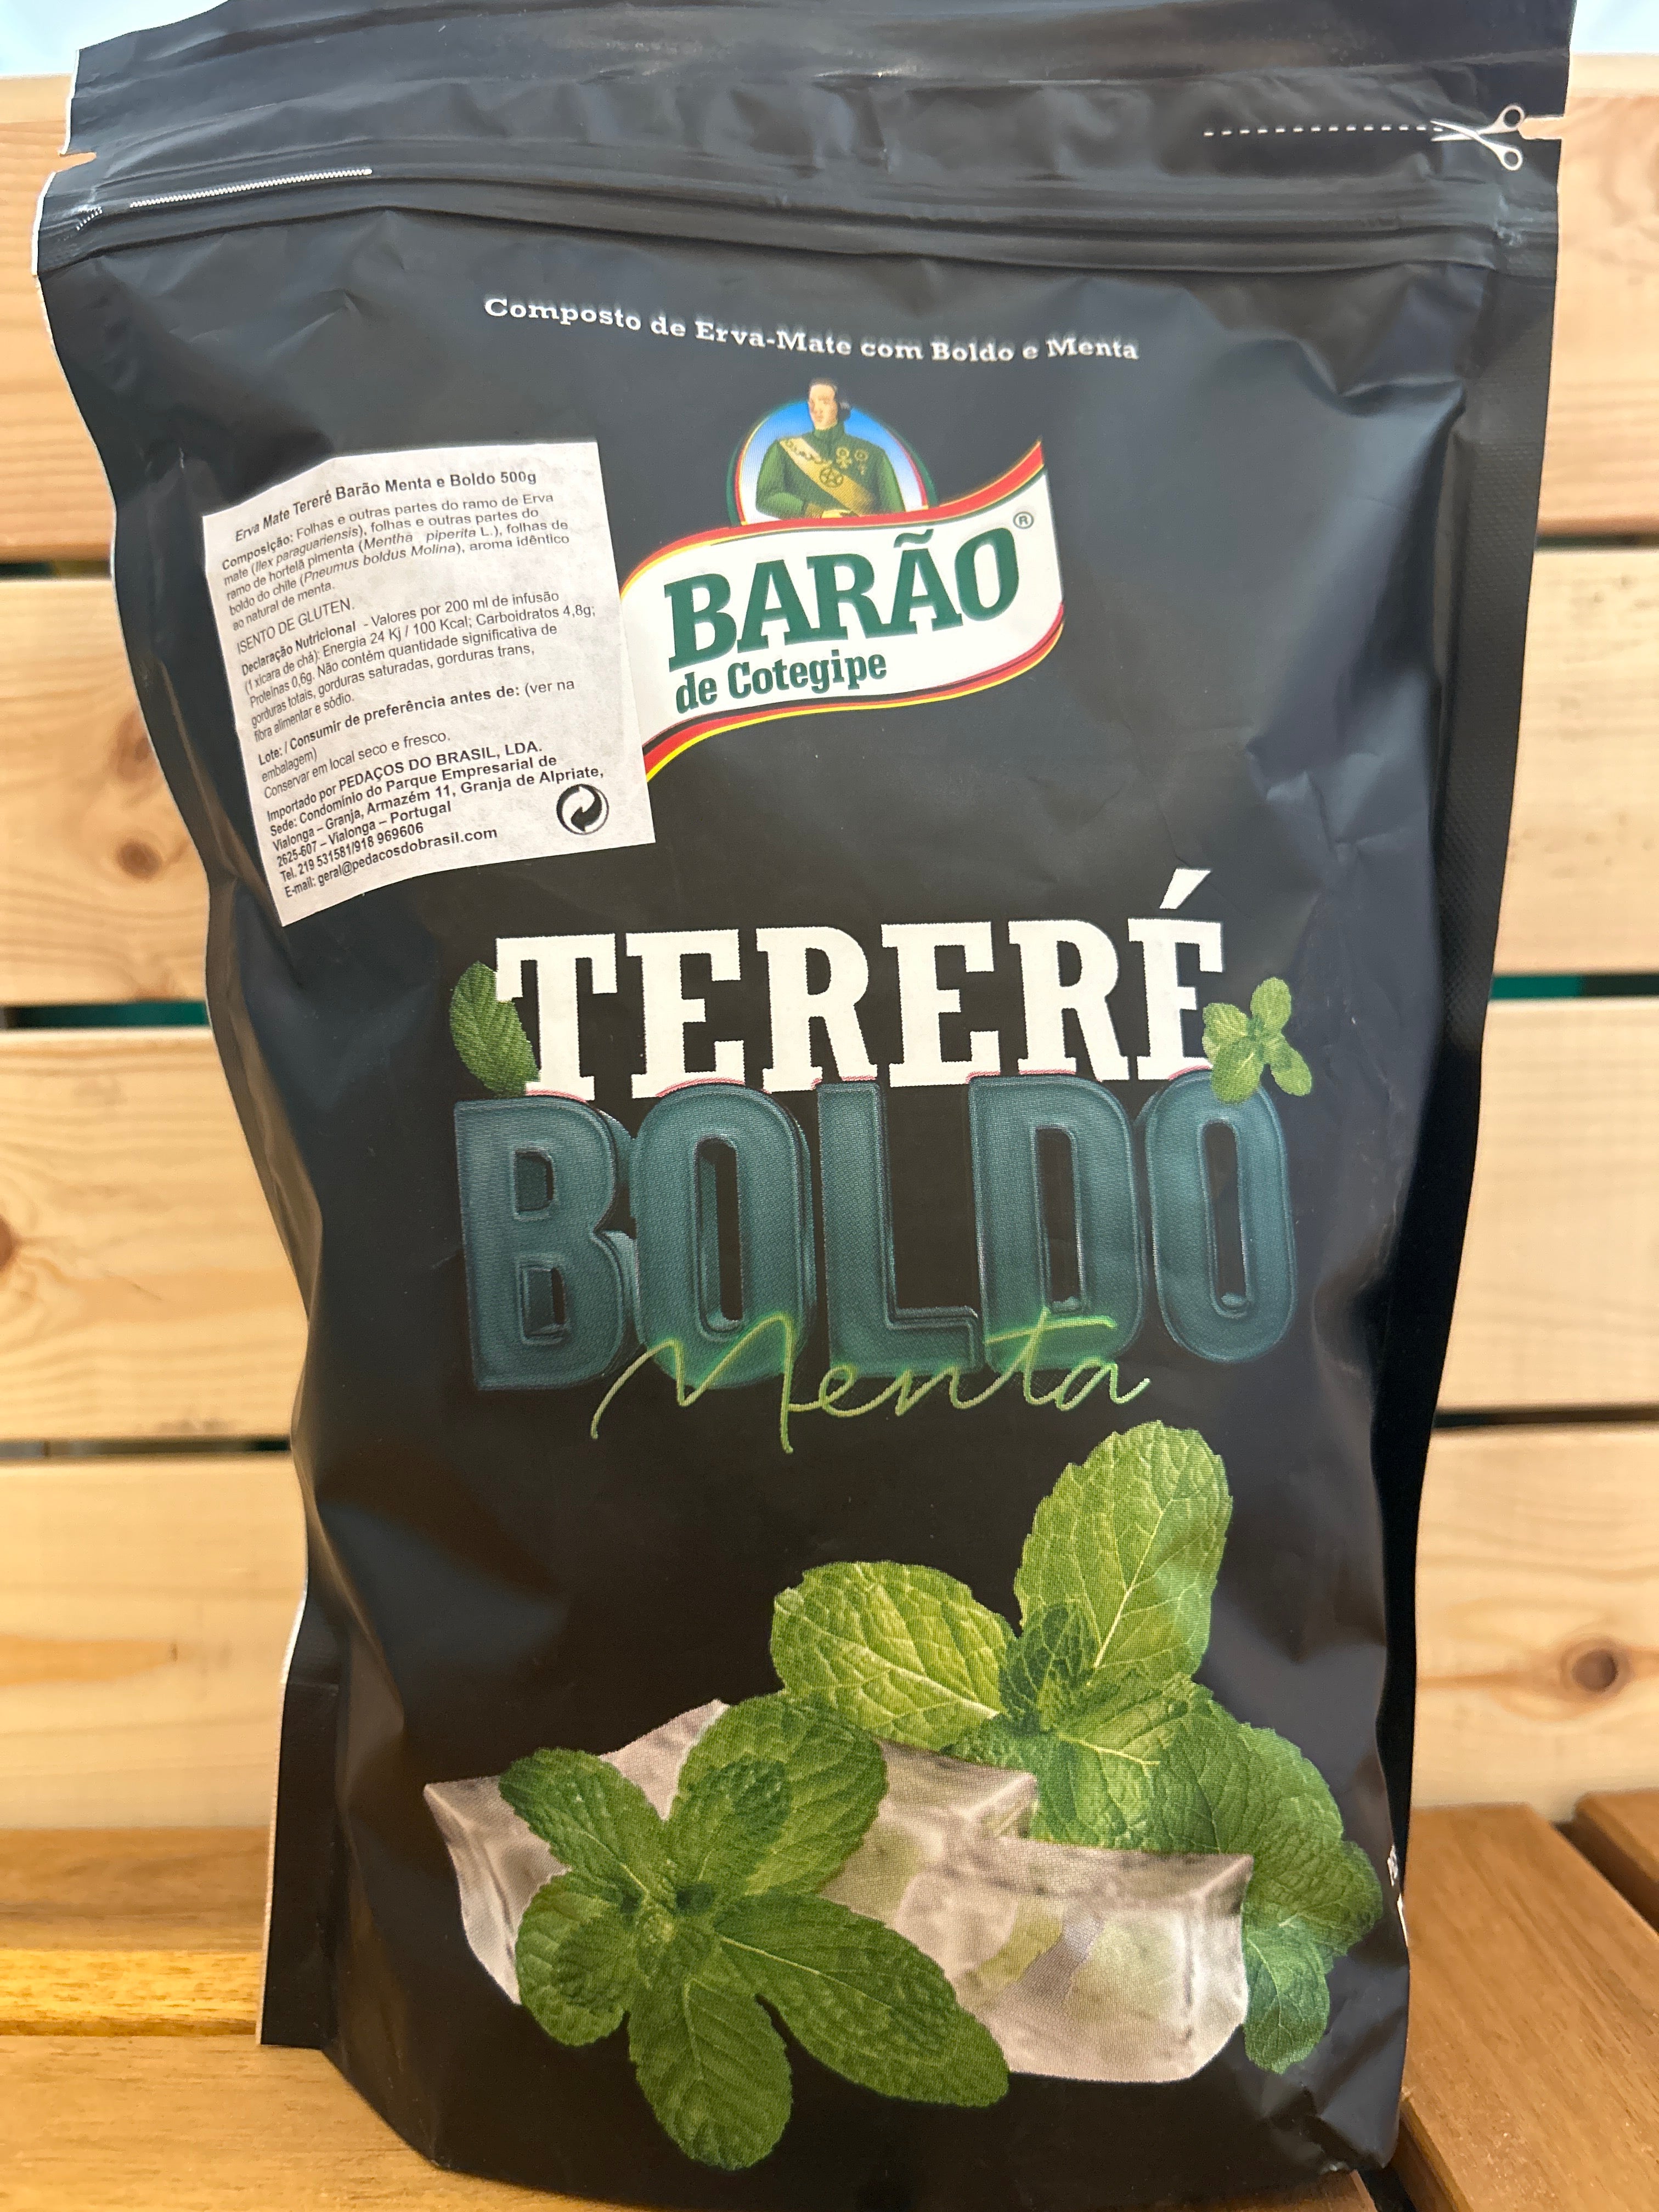 Composto de Erva-Mate com Boldo e Menta
BARÃO®
de Cotegipe
Erva Mate Tereré Barão Menta e Boldo 500g
Composição: Folhas e outras partes do ramo de Erva
mate (Ilex paraguariensis), folhas e outras partes do
ramo de hortelã pimenta (Mentha piperita L.), folhas de
boldo do chile (Pneumus boldus Molina), aroma idêntico
ao natural de menta.
ISENTO DE GLUTEN.
Declaração Nutricional - Valores por 200 ml de infusão
(1 xicara de chá): Energia 24 Kj / 100 Kcal; Carboidratos 4,8g;
Proteínas 0,6g. Não contém quantidade significativa de
gorduras totais, gorduras saturadas, gorduras trans,
fibra alimentar e sódio.
Lote: / Consumir de preferência antes de: (ver na
embalagem)
Conservar em local seco e fresco.
Importado por PEDAÇOS DO BRASIL, LDA.
Sede: Condomínio do Parque Empresarial de
Vialonga – Granja, Armazém 11, Granja de Alpriate,
2625-607 – Vialonga – Portugal
Tel. 219 531581/918 969606
E-mail: geral@pedacosdobrasil.com
TERERÉ
BOLDO
Menta